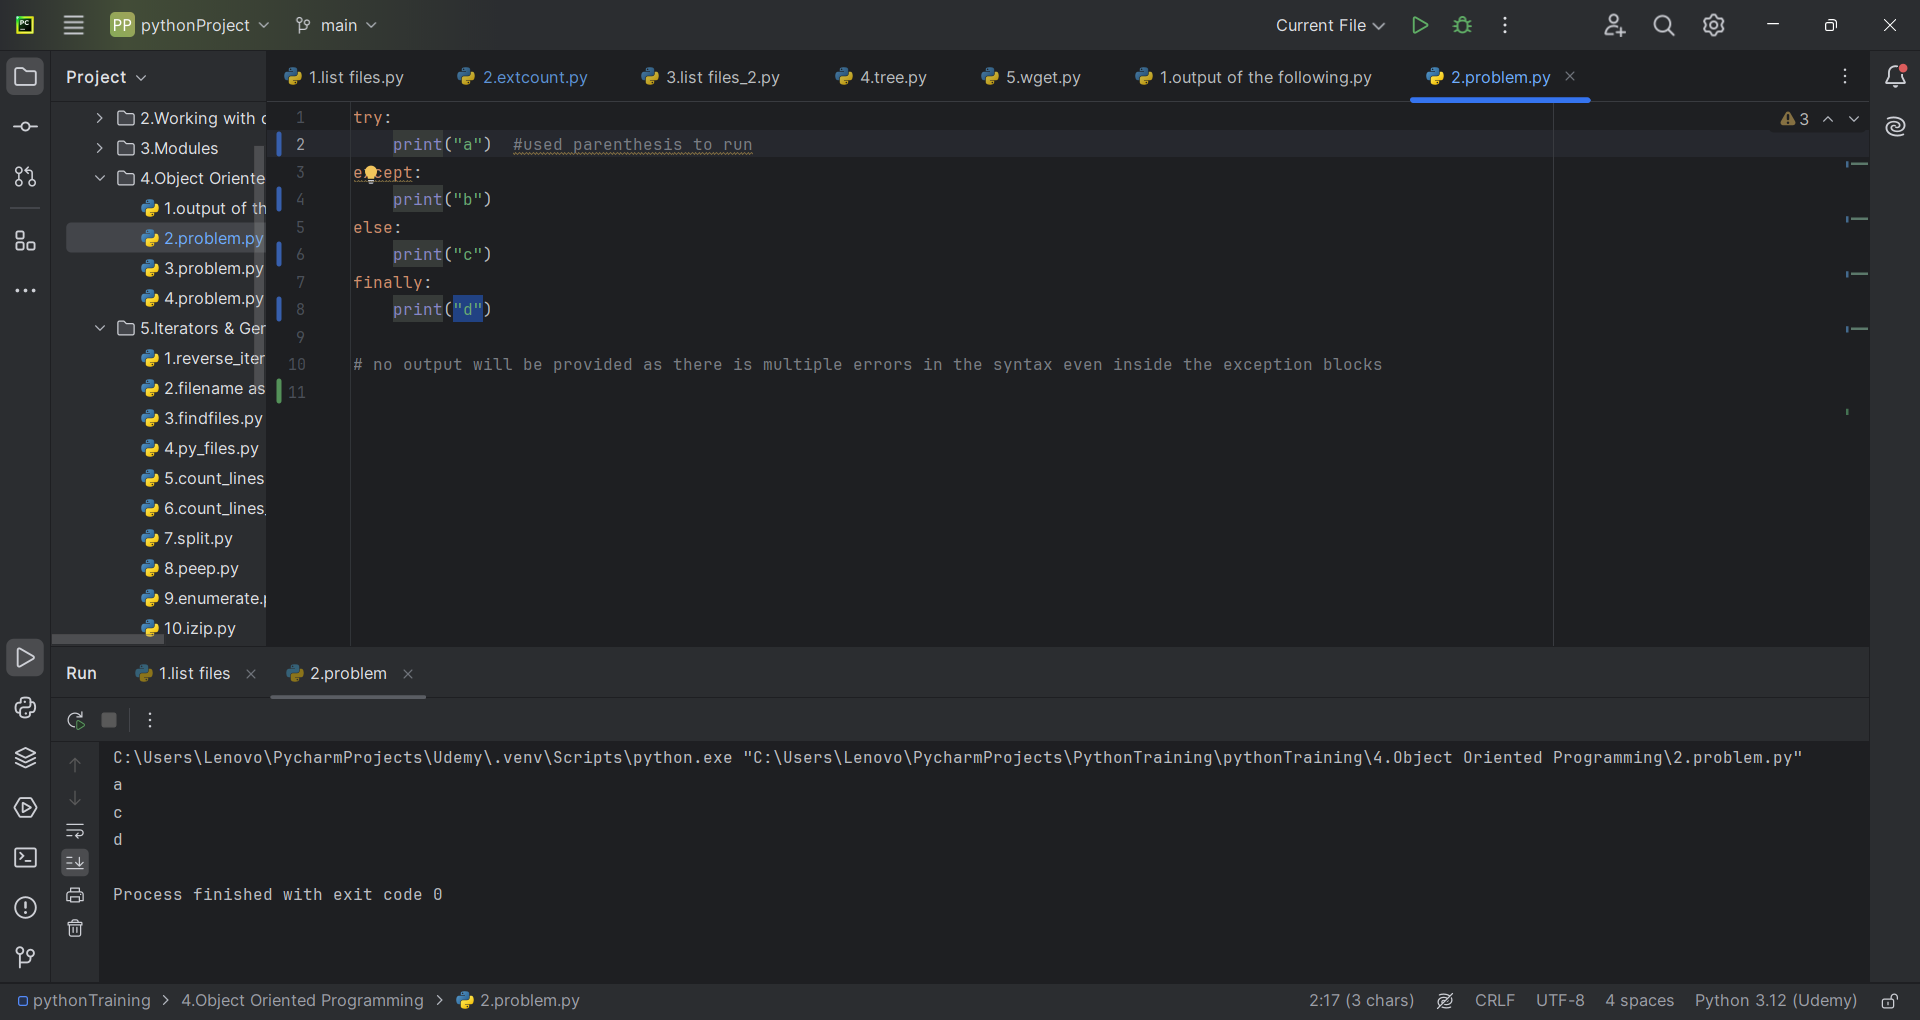 PC
PP pythonProject main Current File
Project
1.list files.py 2.extcount.py 3.list files_2.py 4.tree.py 5.wget.py 1.output of the following.py 2.problem.py
2.Working with
3.Modules
4.Object Oriente
1.output of th
2.problem.py
3.problem.py
4.problem.py
5.Iterators & Ger
1.reverse_iter
2.filename as
3.findfiles.py
4.py_files.py
5.count_lines
6.count_lines_
7.split.py
8.peep.py
9.enumerate.p
10.izip.py
3
1 try:
2 print("a")  #used parenthesis to run
3 except:
4 print("b")
5 else:
6 print("c")
7 finally:
8 print("d")
9
10 # no output will be provided as there is multiple errors in the syntax even inside the exception blocks
11
Run 1.list files 2.problem
C:\Users\Lenovo\PycharmProjects\Udemy\.venv\Scripts\python.exe "C:\Users\Lenovo\PycharmProjects\PythonTraining\pythonTraining\4.Object Oriented Programming\2.problem.py"
a
c
d
Process finished with exit code 0
pythonTraining > 4.Object Oriented Programming > 2.problem.py 2:17 (3 chars) CRLF UTF-8 4 spaces Python 3.12 (Udemy)